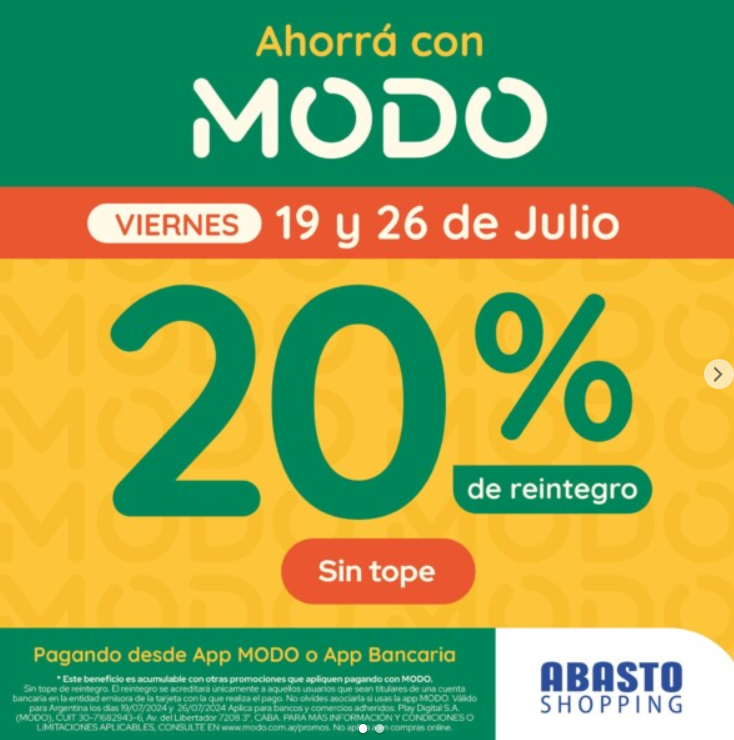 Ahorrá con
MODO
VIERNES 19 y 26 de Julio
20%
de reintegro
Sin tope
Pagando desde App MODO o App Bancaria
* Este beneficio es acumulable con otras promociones que apliquen pagando con MODO.
Sin tope de reintegro. El reintegro se acreditará únicamente a aquellos usuarios que sean titulares de una cuenta
bancaria en la entidad emisora de la tarjeta con la que realiza el pago. No olvides asociarla si usas la app MODO. Válido
para Argentina los días 19/07/2024 y 26/07/2024 Aplica para bancos y comercios adheridos. Play Digital S.A.
(MODO), CUIT 30-71682943-6, Av. del Libertador 7208 3°, CABA. PARA MÁS INFORMACIÓN Y CONDICIONES O
LIMITACIONES APLICABLES, CONSULTE EN www.modo.com.ar/promos. No en compras online.
ABASTO
SHOPPING